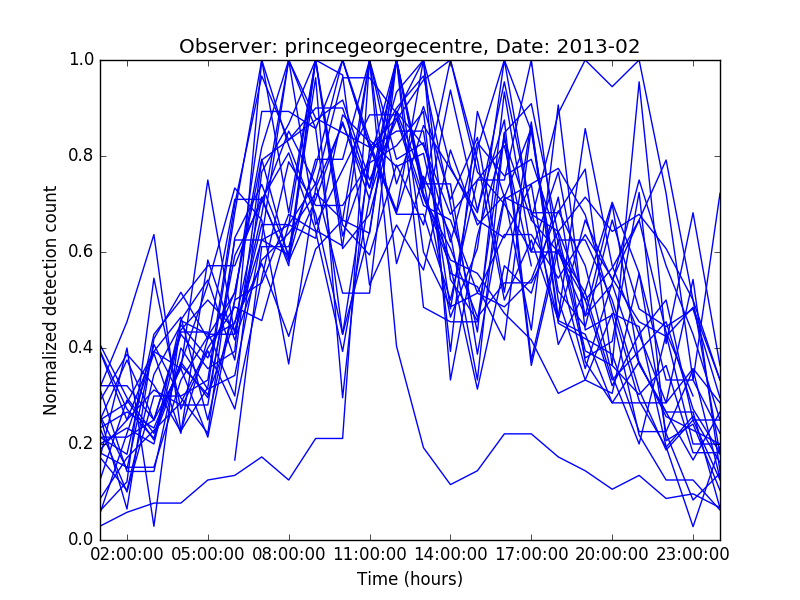 Observer: princegeorgecentre, Date: 2013-02
1.0
0.8
0.6
0.4
0.2
0.0
Normalized detection count
02:00:00 05:00:00 08:00:00 11:00:00 14:00:00 17:00:00 20:00:00 23:00:00
Time (hours)